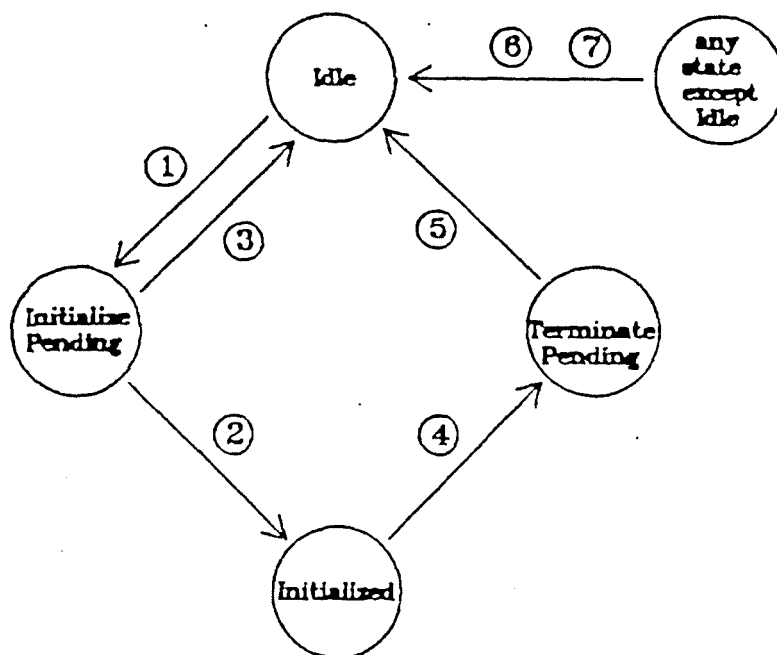 Idle
6 7
any
state
except
Idle
1
3
5
Initialize
Pending
Terminate
Pending
2
4
Initialized